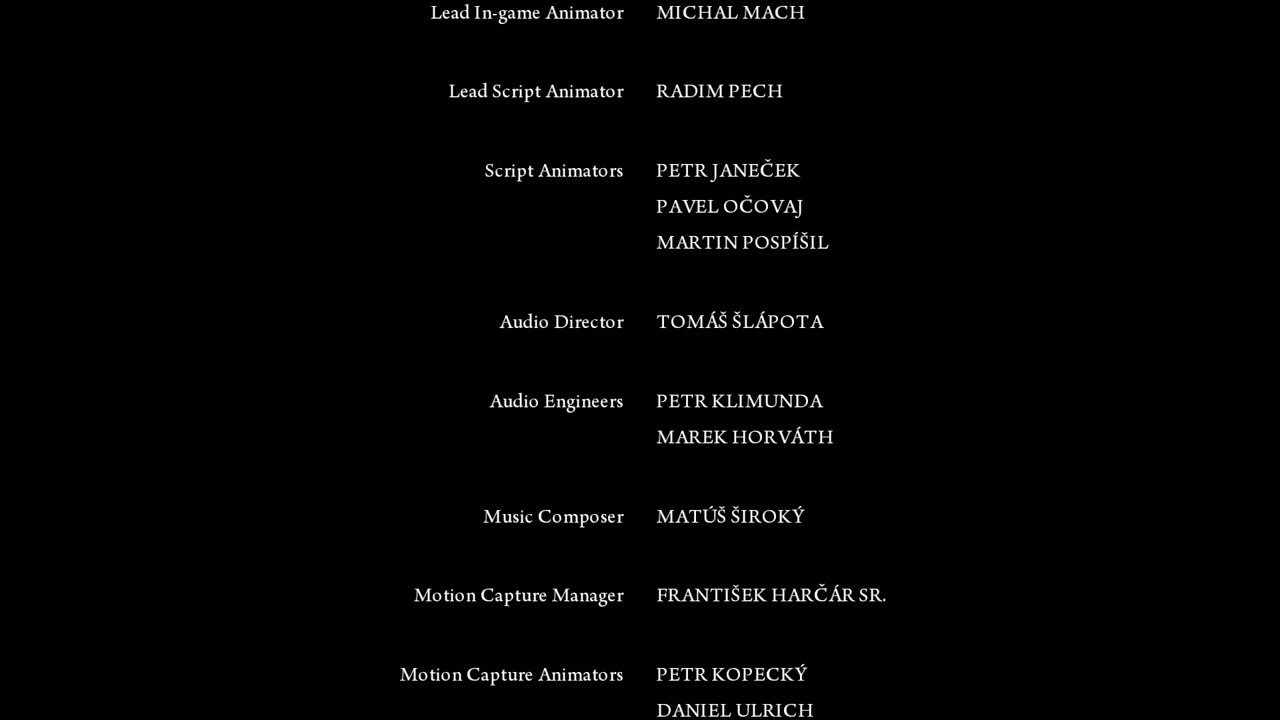 Lead In-game Animator MICHAL MACH
Lead Script Animator RADIM PECH
Script Animators PETR JANEČEK
PAVEL OČOVAJ
MARTIN POSPÍŠIL
Audio Director TOMÁŠ ŠLÁPOTA
Audio Engineers PETR KLIMUNDA
MAREK HORVÁTH
Music Composer MATÚŠ ŠIROKÝ
Motion Capture Manager FRANTIŠEK HARČÁR SR.
Motion Capture Animators PETR KOPECKÝ
DANIEL ULRICH